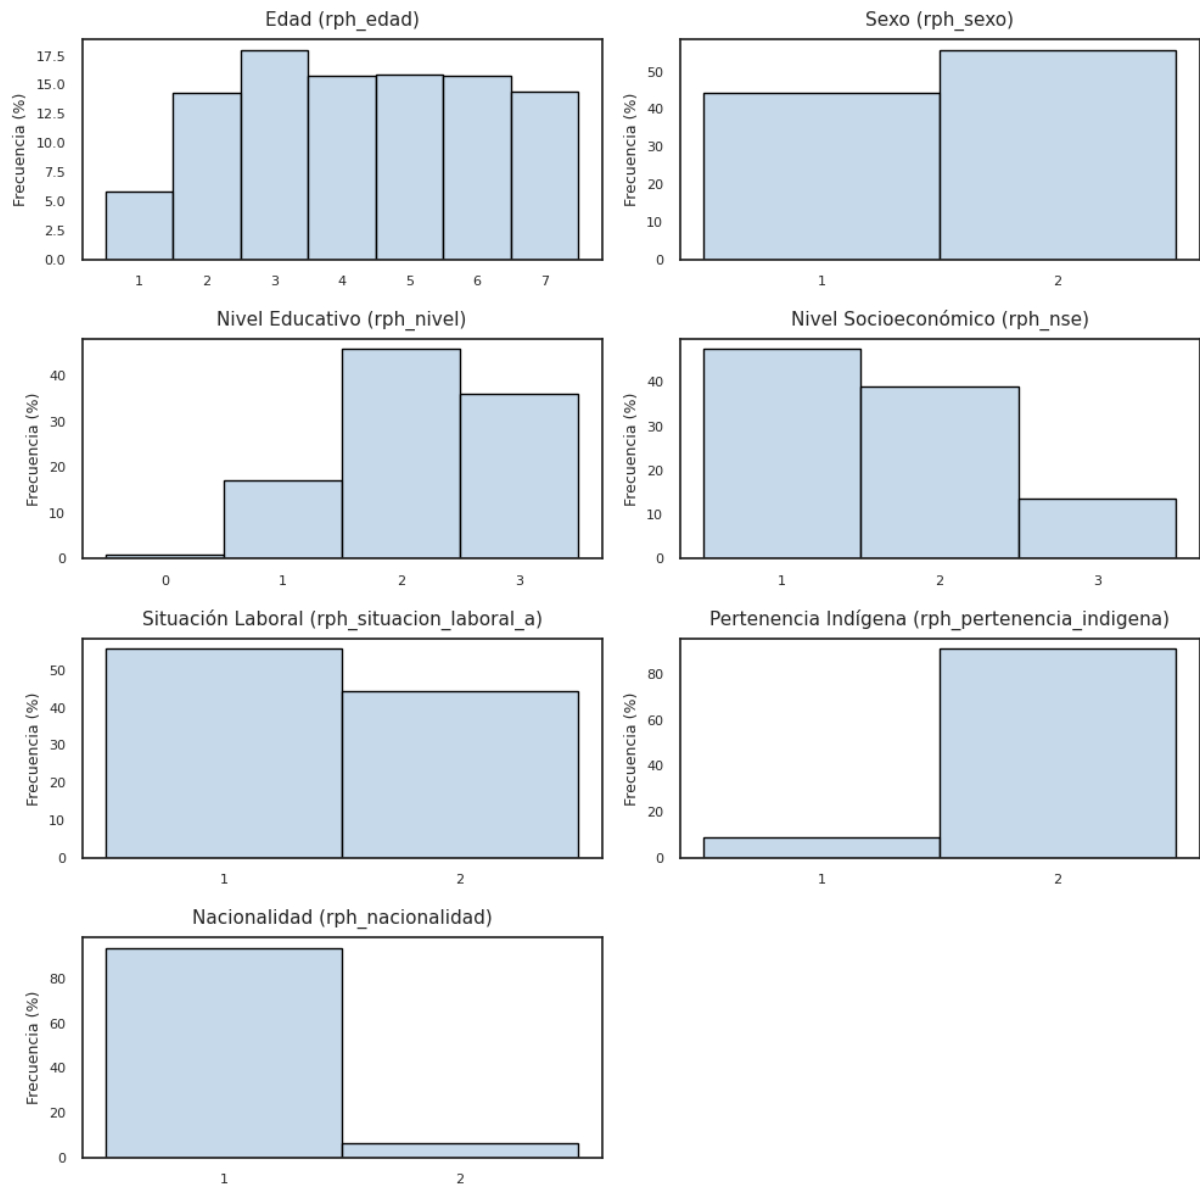 Edad (rph_edad)
Frecuencia (%)
17.5
15.0
12.5
10.0
7.5
5.0
2.5
0.0
1 2 3 4 5 6 7
Sexo (rph_sexo)
Frecuencia (%)
50
40
30
20
10
0
1 2
Nivel Educativo (rph_nivel)
Frecuencia (%)
40
30
20
10
0
0 1 2 3
Nivel Socioeconómico (rph_nse)
Frecuencia (%)
40
30
20
10
0
1 2 3
Situación Laboral (rph_situacion_laboral_a)
Frecuencia (%)
50
40
30
20
10
0
1 2
Pertenencia Indígena (rph_pertenencia_indigena)
Frecuencia (%)
80
60
40
20
0
1 2
Nacionalidad (rph_nacionalidad)
Frecuencia (%)
80
60
40
20
0
1 2